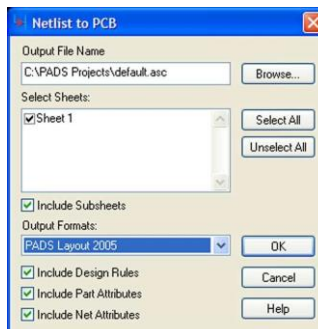 Netlist to PCB
Output File Name
C:\PADS Projects\default.asc
Browse...
Select Sheets:
Sheet 1
Select All
Unselect All
Include Subsheets
Output Formats:
PADS Layout 2005
OK
Include Design Rules
Cancel
Include Part Attributes
Include Net Attributes
Help